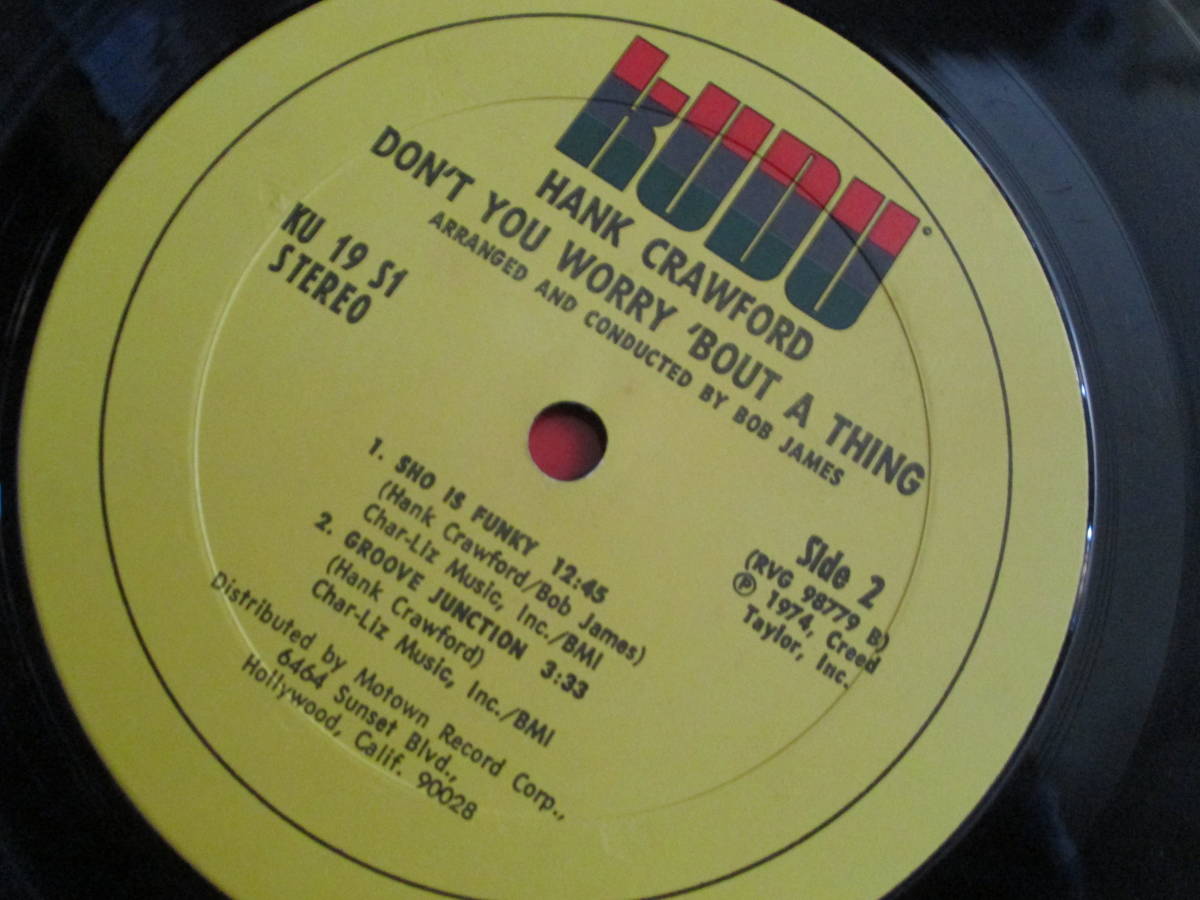 kUDU
HANK CRAWFORD
DON'T YOU WORRY 'BOUT A THING
ARRANGED AND CONDUCTED BY BOB JAMES
KU 19 S1
STEREO
Side 2
(RVG 98779 B)
℗ 1974, Creed
Taylor, Inc.
1. SHO IS FUNKY 12:45
(Hank Crawford/Bob James)
Char-Liz Music, Inc./BMI
2. GROOVE JUNCTION 3:33
(Hank Crawford)
Char-Liz Music, Inc./BMI
Distributed by Motown Record Corp.,
6464 Sunset Blvd.,
Hollywood, Calif. 90028